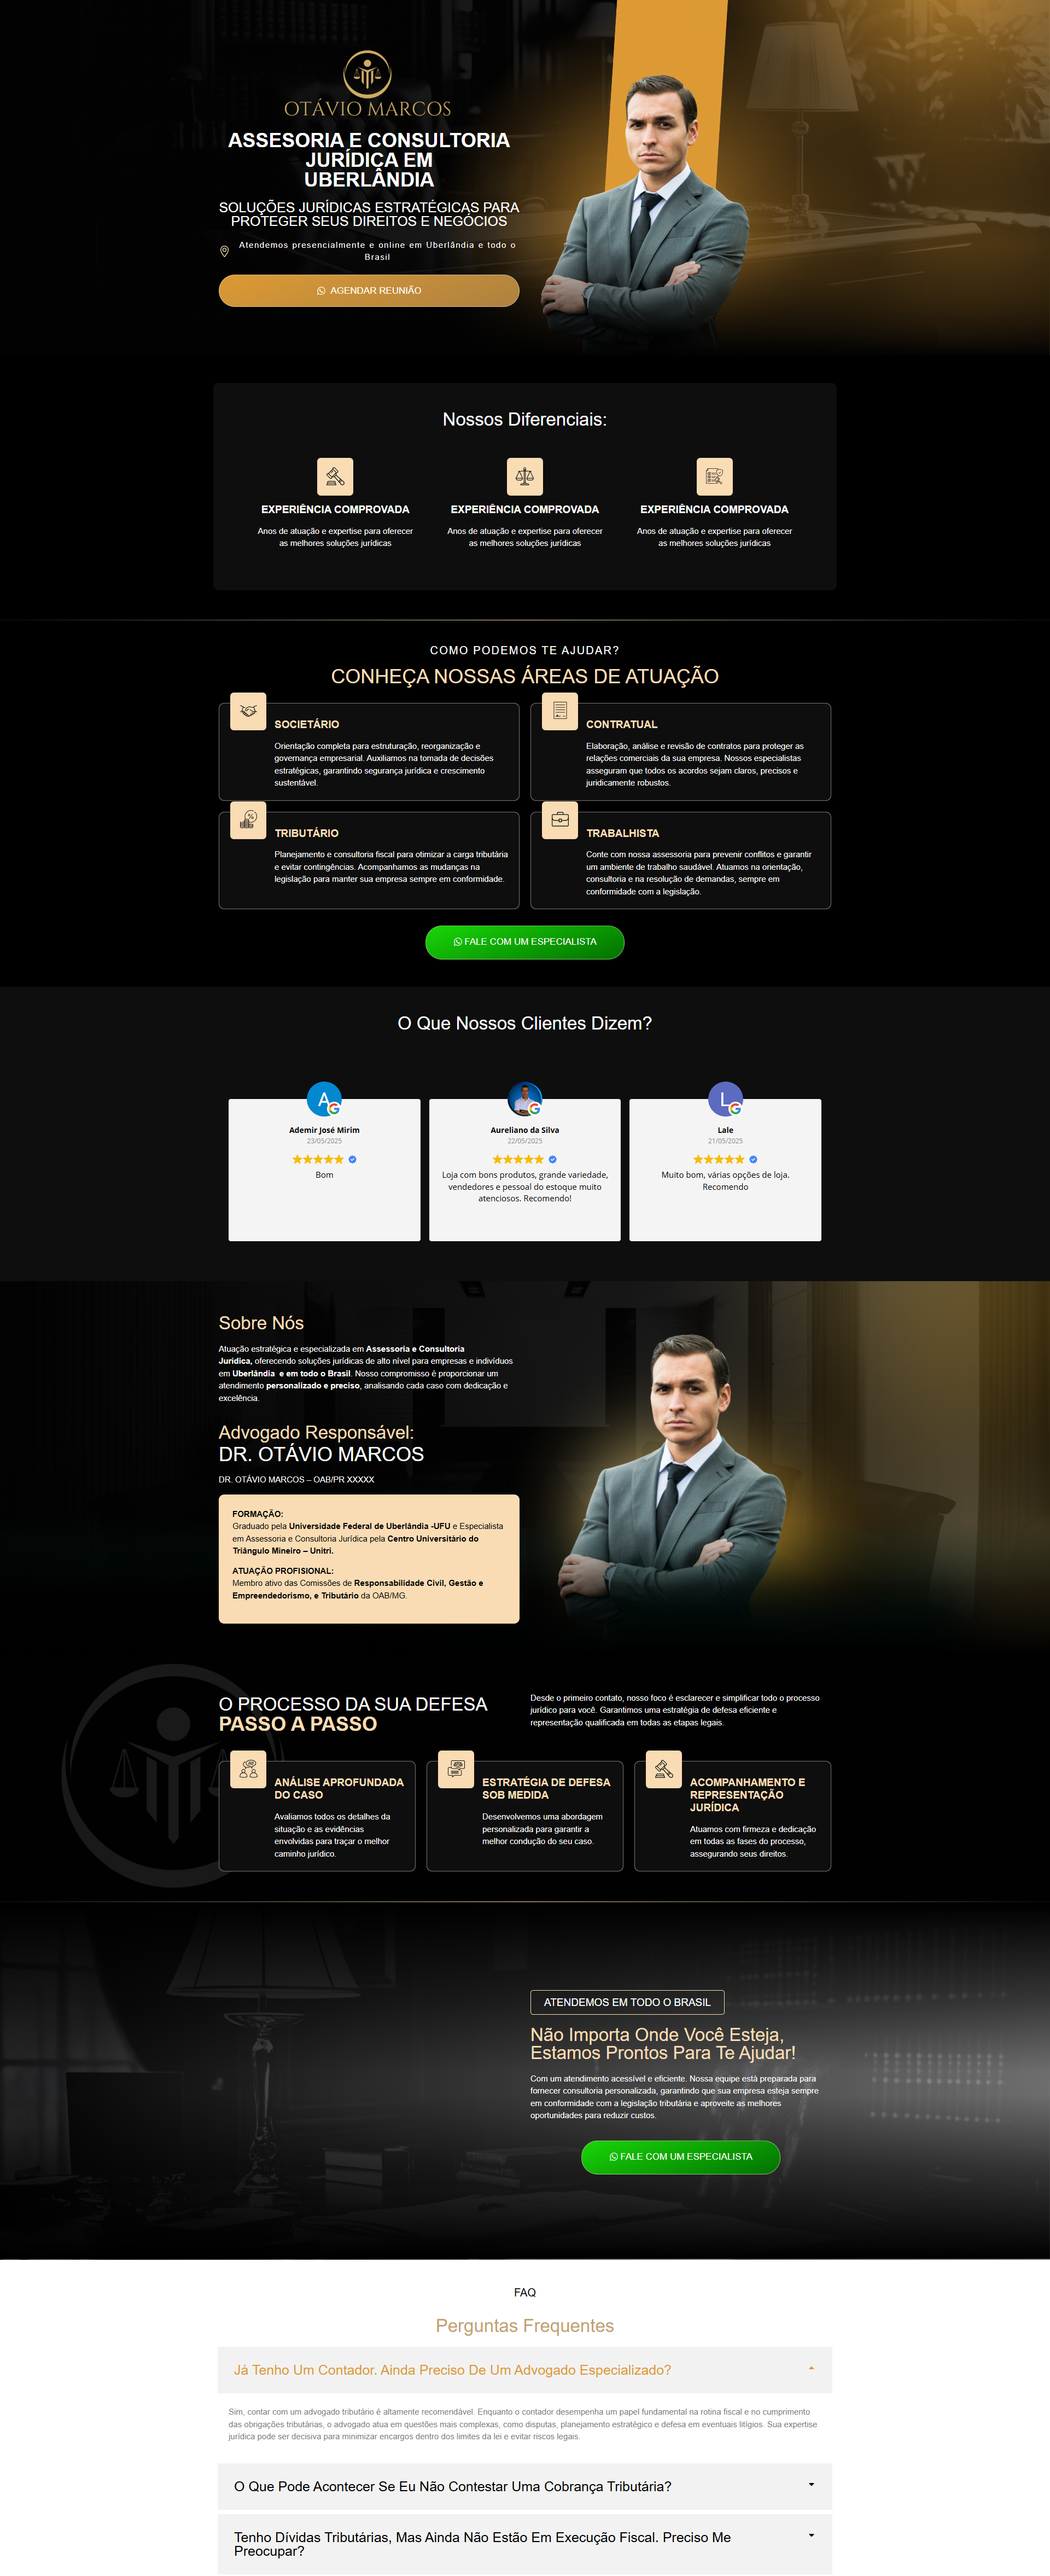 OTÁVIO MARCOS
ASSESORIA E CONSULTORIA
JURÍDICA EM
UBERLÂNDIA
SOLUÇÕES JURÍDICAS ESTRATÉGICAS PARA
PROTEGER SEUS DIREITOS E NEGÓCIOS
Atendemos presencialmente e online em Uberlândia e todo o
Brasil
AGENDAR REUNIÃO
Nossos Diferenciais:
EXPERIÊNCIA COMPROVADA
Anos de atuação e expertise para oferecer
as melhores soluções jurídicas
EXPERIÊNCIA COMPROVADA
Anos de atuação e expertise para oferecer
as melhores soluções jurídicas
EXPERIÊNCIA COMPROVADA
Anos de atuação e expertise para oferecer
as melhores soluções jurídicas
COMO PODEMOS TE AJUDAR?
CONHEÇA NOSSAS ÁREAS DE ATUAÇÃO
SOCIETÁRIO
Orientação completa para estruturação, reorganização e
governança empresarial. Auxiliamos na tomada de decisões
estratégicas, garantindo segurança jurídica e crescimento
sustentável.
CONTRATUAL
Elaboração, análise e revisão de contratos para proteger as
relações comerciais da sua empresa. Nossos especialistas
asseguram que todos os acordos sejam claros, precisos e
juridicamente robustos.
TRIBUTÁRIO
Planejamento e consultoria fiscal para otimizar a carga tributária
e evitar contingências. Acompanhamos as mudanças na
legislação para manter sua empresa sempre em conformidade.
TRABALHISTA
Conte com nossa assessoria para prevenir conflitos e garantir
um ambiente de trabalho saudável. Atuamos na orientação,
consultoria e na resolução de demandas, sempre em
conformidade com a legislação.
FALE COM UM ESPECIALISTA
O Que Nossos Clientes Dizem?
A
Ademir José Mirim
23/05/2025
Bom
Aureliano da Silva
22/05/2025
Loja com bons produtos, grande variedade,
vendedores e pessoal do estoque muito
atenciosos. Recomendo!
L
Lale
21/05/2025
Muito bom, várias opções de loja.
Recomendo
Sobre Nós
Atuação estratégica e especializada em Assessoria e Consultoria
Juridica, oferecendo soluções jurídicas de alto nível para empresas e indivíduos
em Uberlândia e em todo o Brasil. Nosso compromisso é proporcionar um
atendimento personalizado e preciso, analisando cada caso com dedicação e
excelência.
Advogado Responsável:
DR. OTÁVIO MARCOS
DR. OTÁVIO MARCOS – OAB/PR XXXXX
FORMAÇÃO:
Graduado pela Universidade Federal de Uberlândia -UFU e Especialista
em Assessoria e Consultoria Jurídica pela Centro Universitário do
Triângulo Mineiro – Unitri.
ATUAÇÃO PROFISIONAL:
Membro ativo das Comissões de Responsabilidade Civil, Gestão e
Empreendedorismo, e Tributário da OAB/MG.
O PROCESSO DA SUA DEFESA
PASSO A PASSO
Desde o primeiro contato, nosso foco é esclarecer e simplificar todo o processo
jurídico para você. Garantimos uma estratégia de defesa eficiente e
representação qualificada em todas as etapas legais.
ANÁLISE APROFUNDADA
DO CASO
Avaliamos todos os detalhes da
situação e as evidências
envolvidas para traçar o melhor
caminho jurídico.
ESTRATÉGIA DE DEFESA
SOB MEDIDA
Desenvolvemos uma abordagem
personalizada para garantir a
melhor condução do seu caso.
ACOMPANHAMENTO E
REPRESENTAÇÃO
JURÍDICA
Atuamos com firmeza e dedicação
em todas as fases do processo,
assegurando seus direitos.
ATENDEMOS EM TODO O BRASIL
Não Importa Onde Você Esteja,
Estamos Prontos Para Te Ajudar!
Com um atendimento acessível e eficiente. Nossa equipe está preparada para
fornecer consultoria personalizada, garantindo que sua empresa esteja sempre
em conformidade com a legislação tributária e aproveite as melhores
oportunidades para reduzir custos.
FALE COM UM ESPECIALISTA
FAQ
Perguntas Frequentes
Já Tenho Um Contador. Ainda Preciso De Um Advogado Especializado?
Sim, contar com um advogado tributário é altamente recomendável. Enquanto o contador desempenha um papel fundamental na rotina fiscal e no cumprimento
das obrigações tributárias, o advogado atua em questões mais complexas, como disputas, planejamento estratégico e defesa em eventuais litígios. Sua expertise
jurídica pode ser decisiva para minimizar encargos dentro dos limites da lei e evitar riscos legais.
O Que Pode Acontecer Se Eu Não Contestar Uma Cobrança Tributária?
Tenho Dívidas Tributárias, Mas Ainda Não Estão Em Execução Fiscal. Preciso Me
Preocupar?